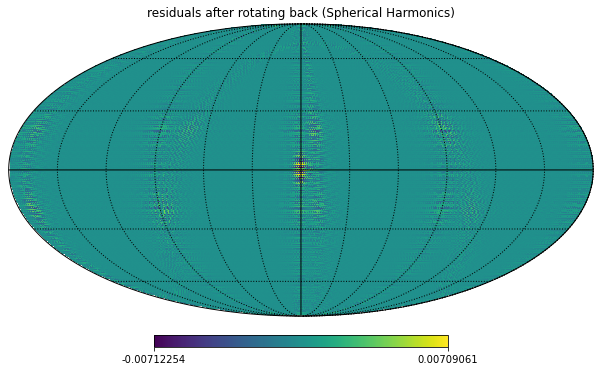 residuals after rotating back (Spherical Harmonics)
-0.00712254 0.00709061